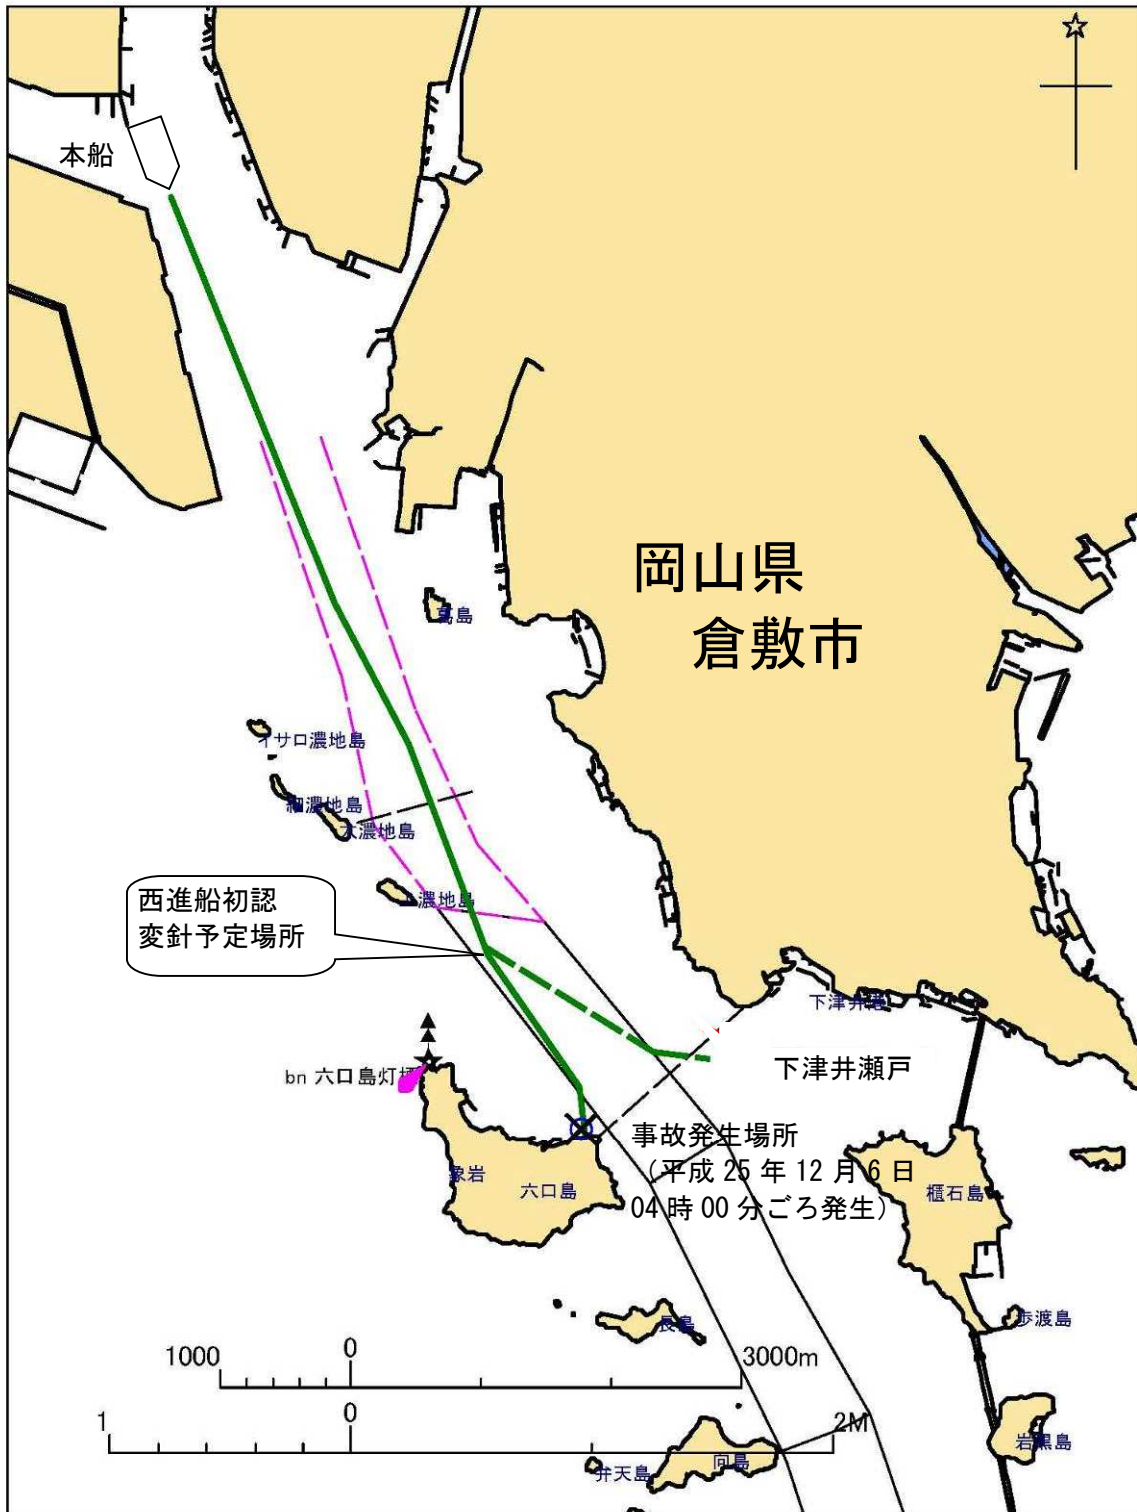 本船
岡山県
倉敷市
イサロ濃地島
細濃地島
大濃地島
濃地島
西進船初認
変針予定場所
下津井港
下津井瀬戸
bn 六口島灯標
事故発生場所
（平成 25 年 12 月 6 日
04 時 00 分ごろ発生）
象岩
六口島
櫃石島
歩渡島
長島
1000
0
3000m
1
0
2M
岩黒島
向島
弁天島